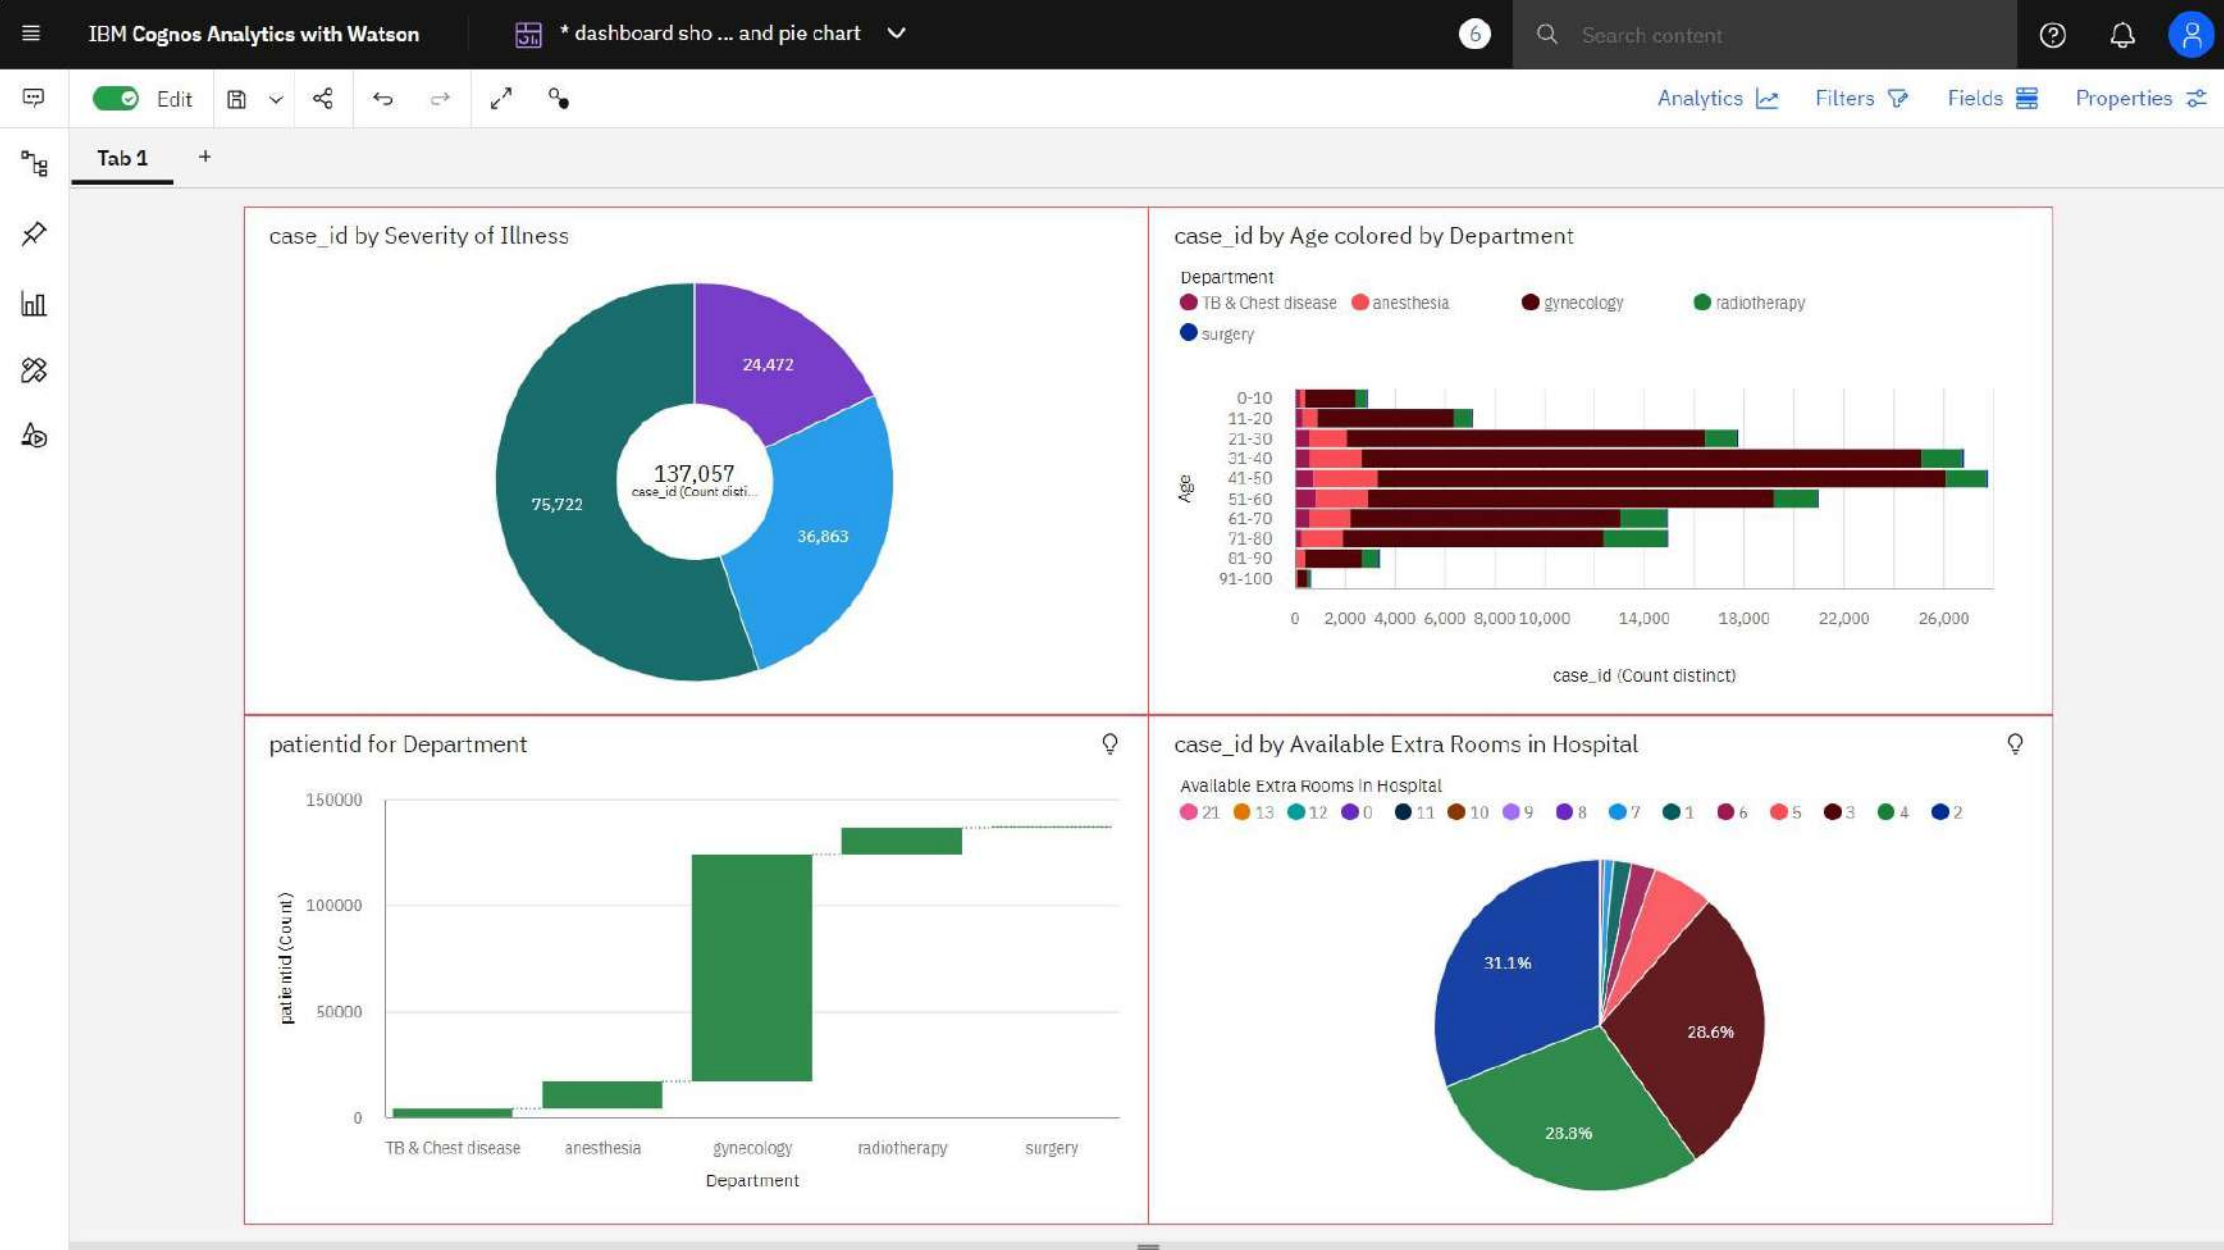 IBM Cognos Analytics with Watson
* dashboard sho ... and pie chart
6
Search content
Edit
Analytics
Filters
Fields
Properties
Tab 1
case_id by Severity of Illness
24,472
137,057
case_id (Count disti...
75,722
36,863
case_id by Age colored by Department
Department
TB & Chest disease anesthesia gynecology radiotherapy
surgery
0-10
11-20
21-30
31-40
41-50
51-60
61-70
71-80
81-90
91-100
Age
0 2,000 4,000 6,000 8,000 10,000 14,000 18,000 22,000 26,000
case_id (Count distinct)
patientid for Department
150000
100000
50000
0
patientid (Count)
TB & Chest disease anesthesia gynecology radiotherapy surgery
Department
case_id by Available Extra Rooms in Hospital
Available Extra Rooms in Hospital
21 13 12 0 11 10 9 8 7 1 6 5 3 4 2
31.1%
28.6%
28.8%